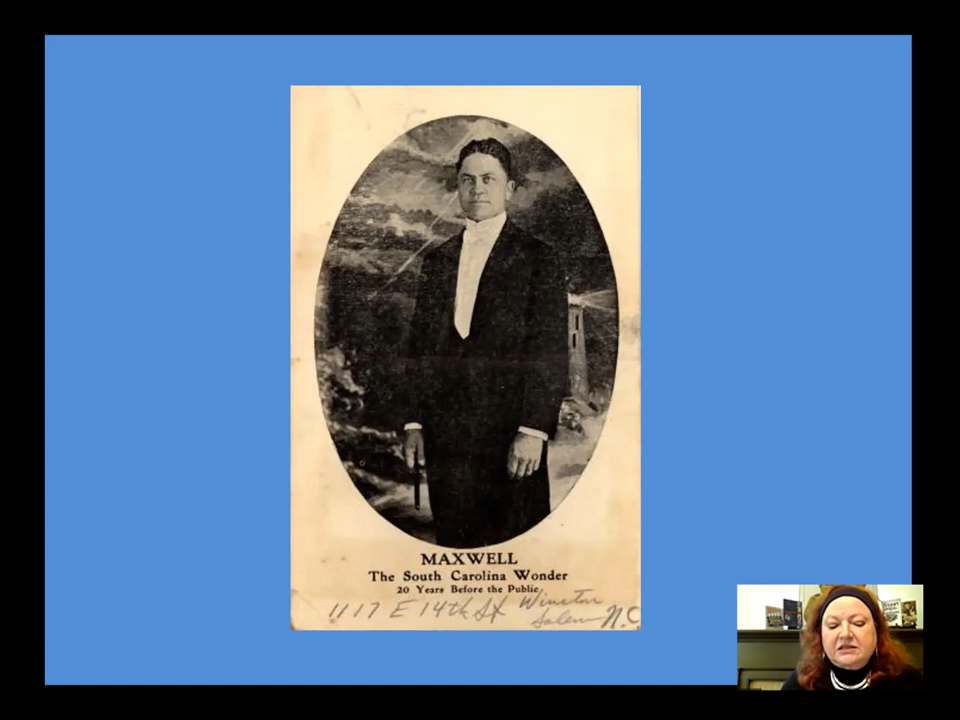 MAXWELL
The South Carolina Wonder
20 Years Before the Public
1117 E 14th St Winston
Salem N.C